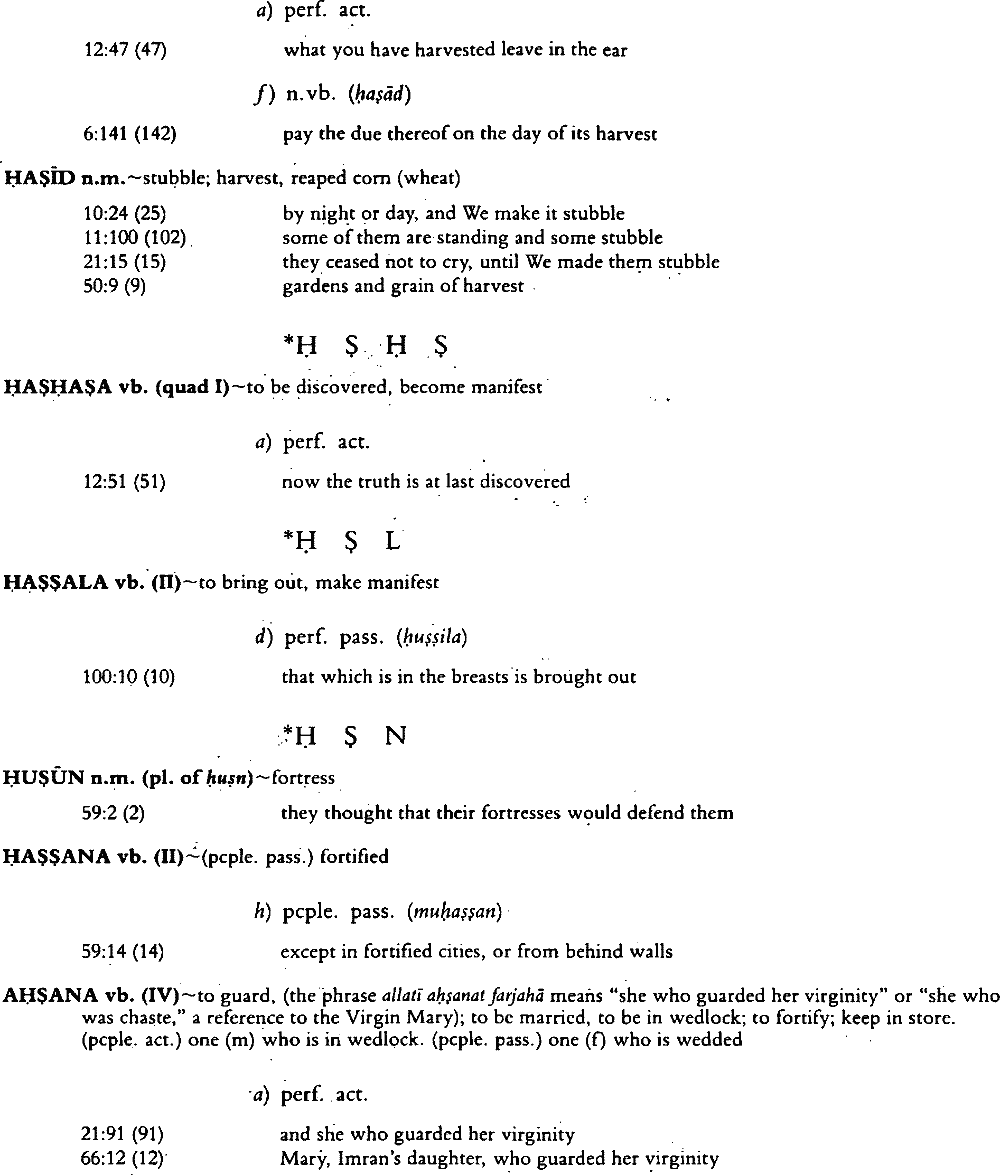 a) perf. act.
12:47 (47) what you have harvested leave in the ear
f) n.vb. (ḥaṣād)
6:141 (142) pay the due thereof on the day of its harvest
ḤAṢĪD n.m.~stubble; harvest, reaped corn (wheat)
10:24 (25) by night or day, and We make it stubble
11:100 (102) some of them are standing and some stubble
21:15 (15) they ceased not to cry, until We made them stubble
50:9 (9) gardens and grain of harvest
*Ḥ Ṣ Ḥ Ṣ
ḤAṢḤAṢA vb. (quad I)~to be discovered, become manifest
a) perf. act.
12:51 (51) now the truth is at last discovered
*Ḥ Ṣ L
ḤAṢṢALA vb. (II)~to bring out, make manifest
d) perf. pass. (ḥuṣṣila)
100:10 (10) that which is in the breasts is brought out
*Ḥ Ṣ N
ḤUṢŪN n.m. (pl. of ḥuṣn)~fortress
59:2 (2) they thought that their fortresses would defend them
ḤAṢṢANA vb. (II)~(pcple. pass.) fortified
h) pcple. pass. (muḥaṣṣan)
59:14 (14) except in fortified cities, or from behind walls
AḤṢANA vb. (IV)~to guard, (the phrase allatī aḥṣanat farjahā means “she who guarded her virginity” or “she who
was chaste,” a reference to the Virgin Mary); to be married, to be in wedlock; to fortify; keep in store.
(pcple. act.) one (m) who is in wedlock. (pcple. pass.) one (f) who is wedded
a) perf. act.
21:91 (91) and she who guarded her virginity
66:12 (12) Mary, Imran’s daughter, who guarded her virginity